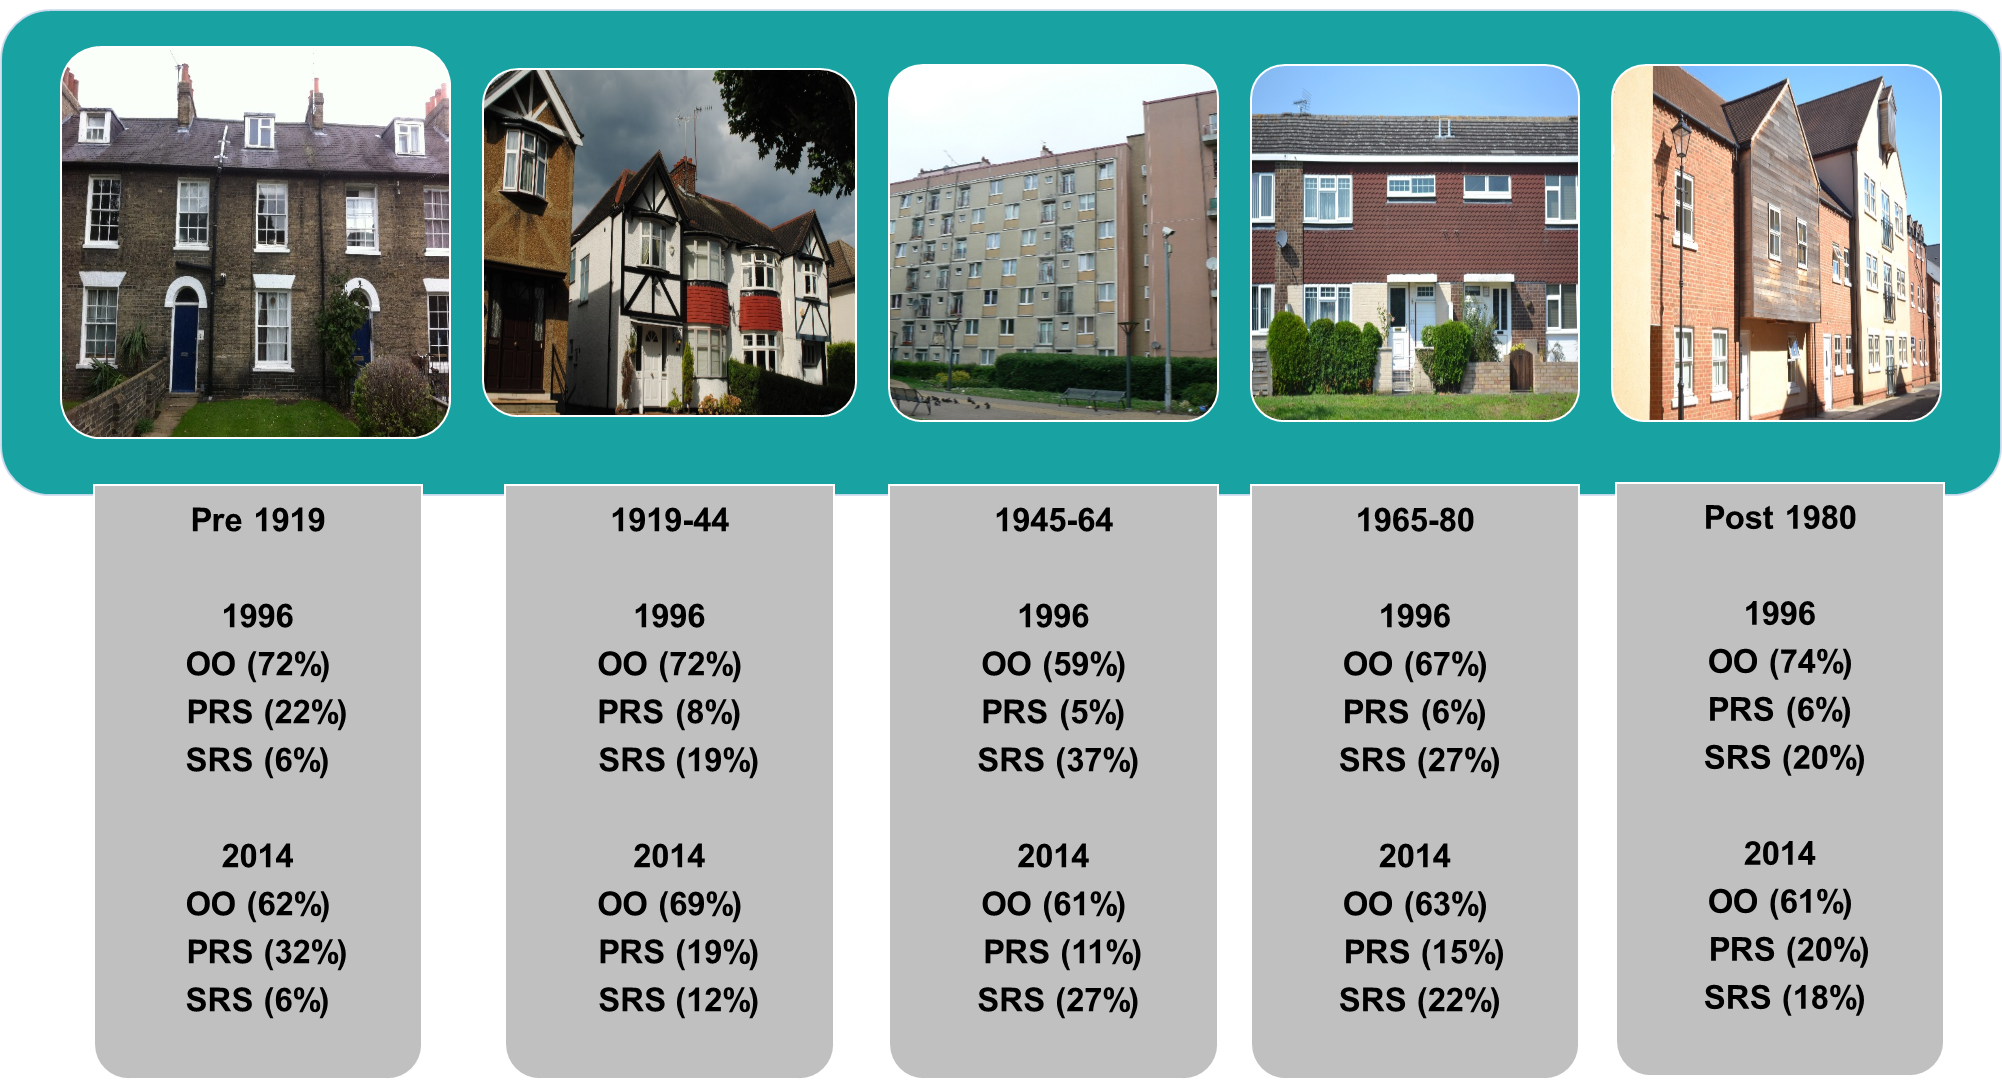 Pre 1919
1996
OO (72%)
PRS (22%)
SRS (6%)
2014
OO (62%)
PRS (32%)
SRS (6%)
1919-44
1996
OO (72%)
PRS (8%)
SRS (19%)
2014
OO (69%)
PRS (19%)
SRS (12%)
1945-64
1996
OO (59%)
PRS (5%)
SRS (37%)
2014
OO (61%)
PRS (11%)
SRS (27%)
1965-80
1996
OO (67%)
PRS (6%)
SRS (27%)
2014
OO (63%)
PRS (15%)
SRS (22%)
Post 1980
1996
OO (74%)
PRS (6%)
SRS (20%)
2014
OO (61%)
PRS (20%)
SRS (18%)